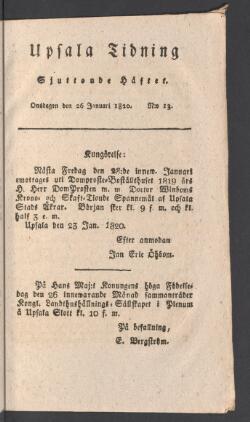 Upsala Tidning
Sjuttonde Häftet.
Onsdagen den 26 Januari 1820. No 13.
Kungörelse:
Nästa Fredag den 28:de innew. Januari
emottages uti Domprosts-Boställehuset 1819 års
H. Herr DomProsten m. m. Doctor Winboms
Krono- och Skatt-Tionde Spannemål af Upsala
Stads Åkrar. Början sker kl. 9 f. m. och kl.
half 3 e. m.
Upsala den 23 Jan. 1820.
Efter anmodan
Jan Eric Öhbom.
På Hans Maj:ts Konungens höga Födelse-
dag den 26 innewarande Månad sammanträder
Kongl. Landthushållnings-Sällskapet i Plenum
å Upsala Slott kl. 10 f. m.
På befallning,
E. Bergström.